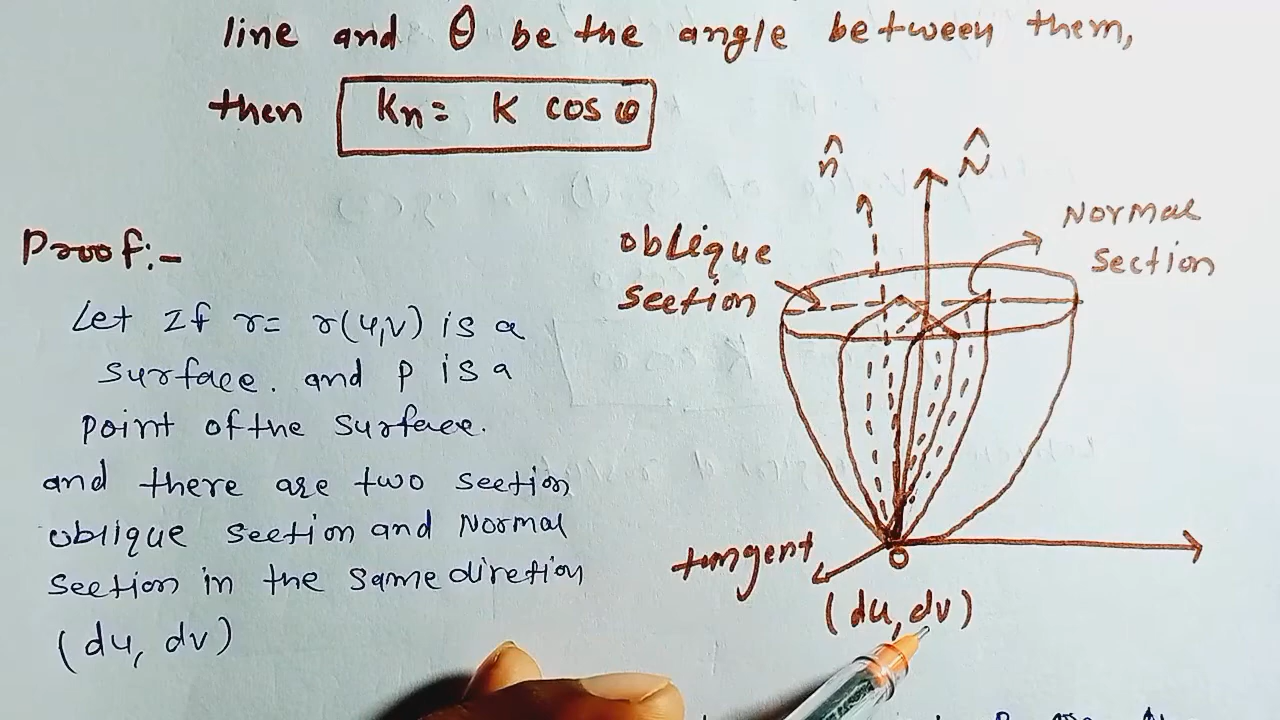 line and θ be the angle between them,
then Kn = K cos θ
Proof:-
Let If r = r(u,v) is a
surface. and P is a
point of the surface.
and there are two section
oblique section and Normal
section in the same diretion
(du, dv)
n̂
N̂
oblique
section
Normal
section
tangent
O
(du, dv)